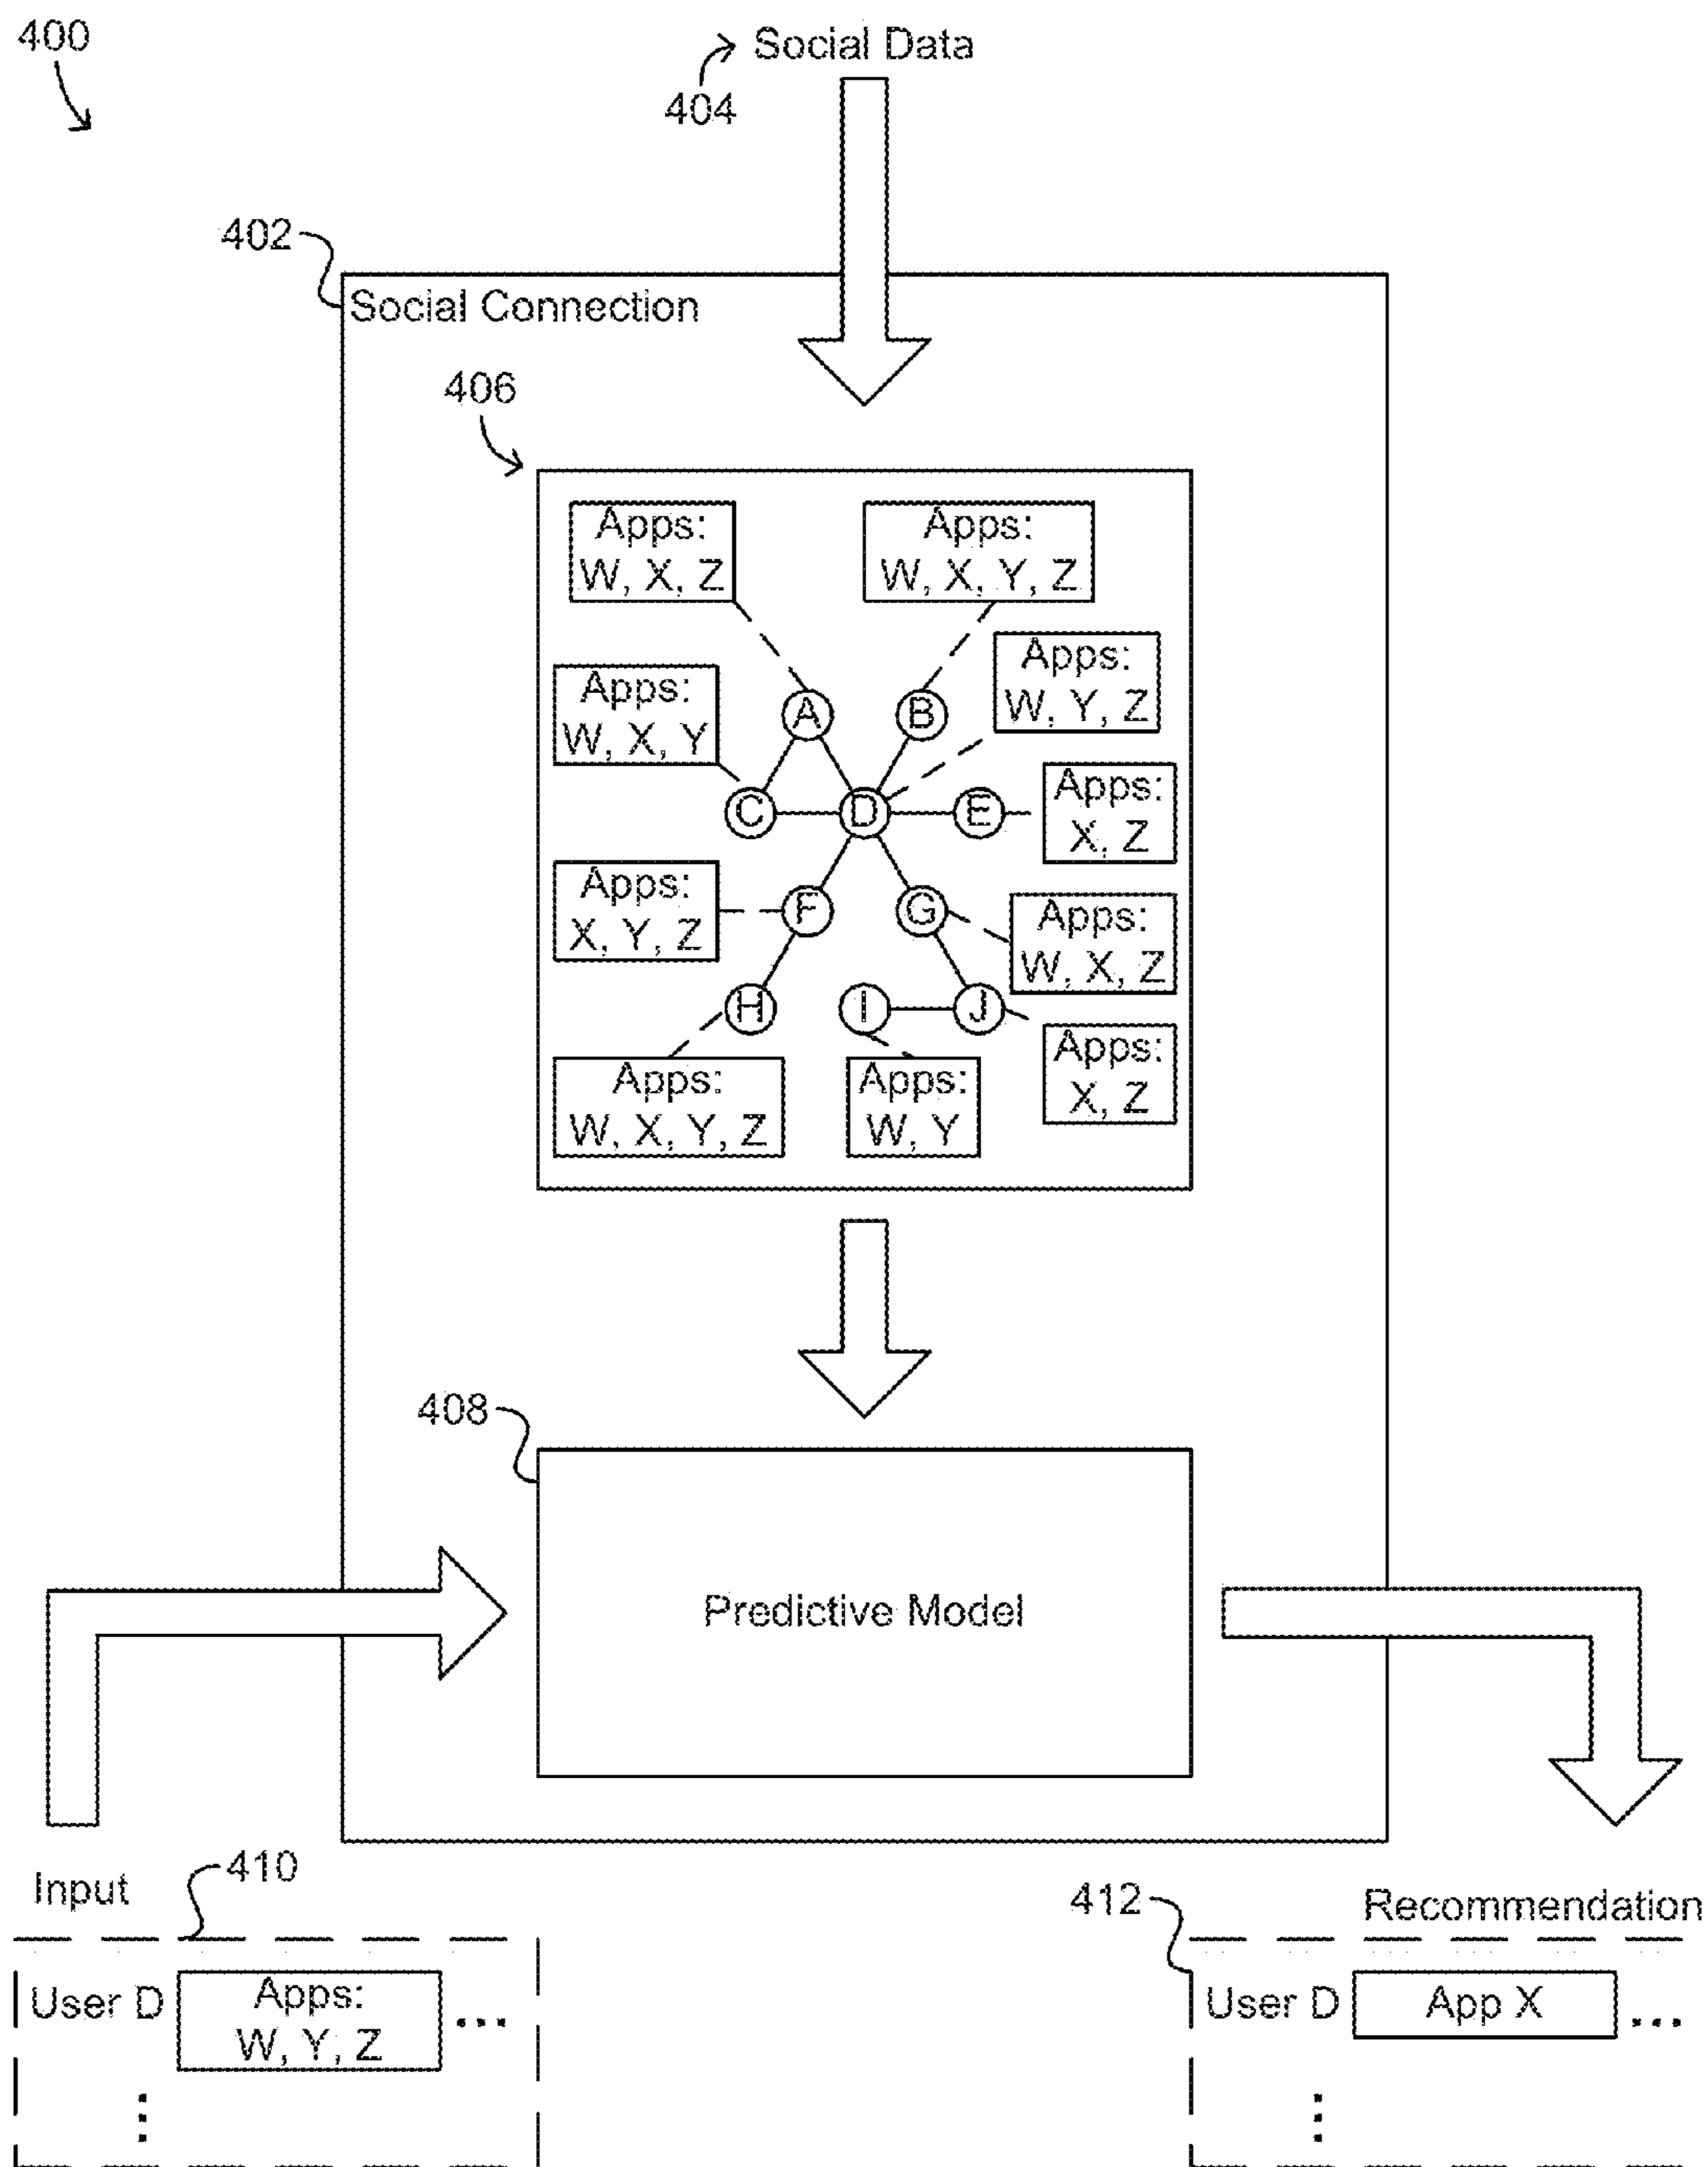 400
Social Data
404
402
Social Connection
406
Apps:
W, X, Z
Apps:
W, X, Y, Z
Apps:
W, Y, Z
Apps:
W, X, Y
A
B
Apps:
X, Z
C
D
E
Apps:
X, Y, Z
F
G
Apps:
W, X, Z
H
I
J
Apps:
X, Z
Apps:
W, X, Y, Z
Apps:
W, Y
408
Predictive Model
Input
410
412
Recommendation
User D
Apps:
W, Y, Z
...
⋮
User D
App X
...
⋮